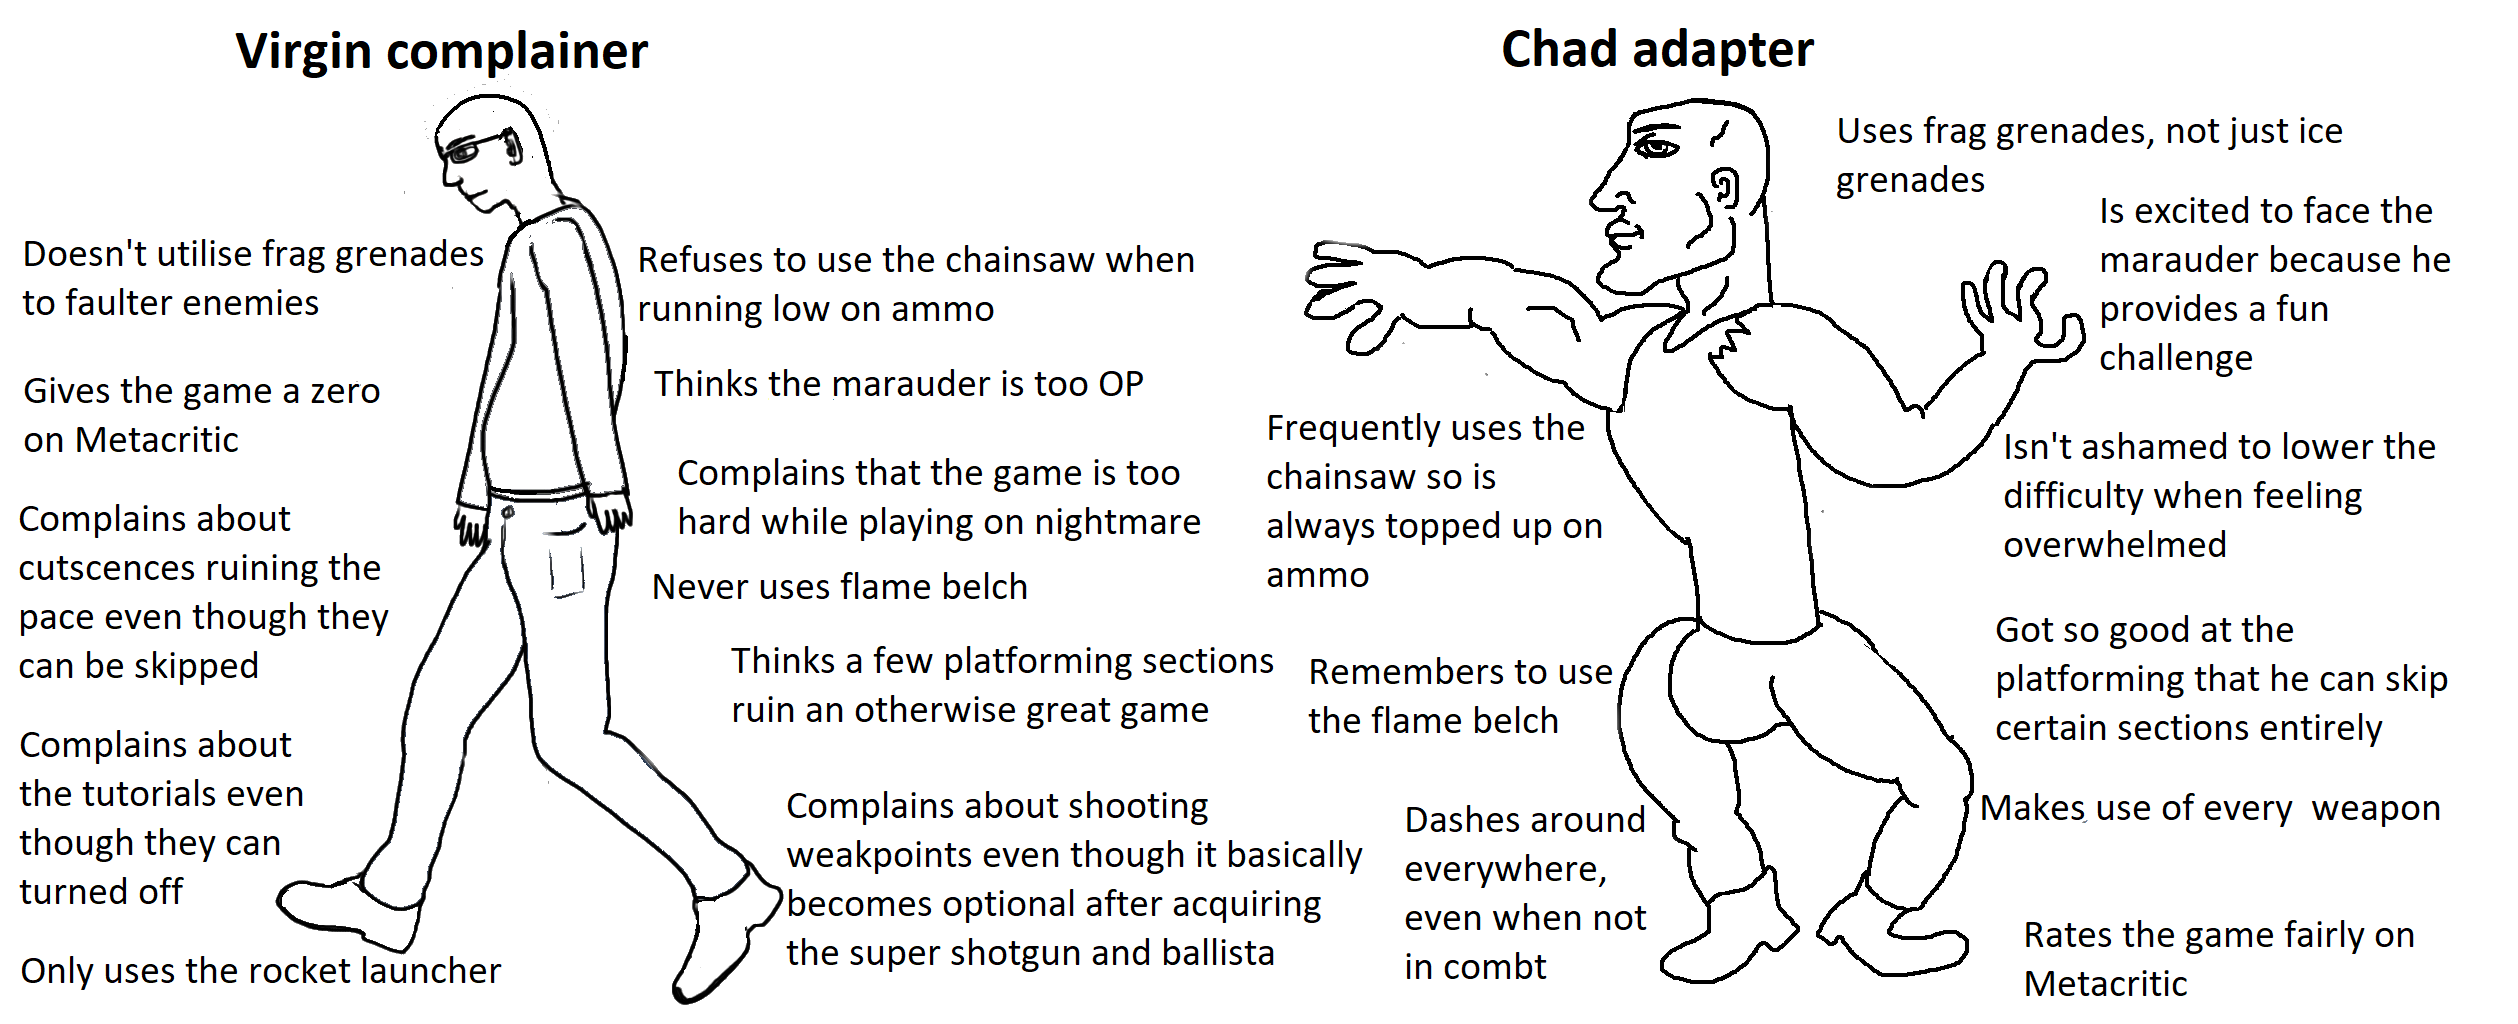 Virgin complainer
Doesn't utilise frag grenades
to faulter enemies
Gives the game a zero
on Metacritic
Complains about
cutscences ruining the
pace even though they
can be skipped
Complains about
the tutorials even
though they can
turned off
Only uses the rocket launcher
Refuses to use the chainsaw when
running low on ammo
Thinks the marauder is too OP
Complains that the game is too
hard while playing on nightmare
Never uses flame belch
Thinks a few platforming sections
ruin an otherwise great game
Complains about shooting
weakpoints even though it basically
becomes optional after acquiring
the super shotgun and ballista
Chad adapter
Frequently uses the
chainsaw so is
always topped up on
ammo
Remembers to use
the flame belch
Dashes around
everywhere,
even when not
in combt
Uses frag grenades, not just ice
grenades
Is excited to face the
marauder because he
provides a fun
challenge
Isn't ashamed to lower the
difficulty when feeling
overwhelmed
Got so good at the
platforming that he can skip
certain sections entirely
Makes use of every  weapon
Rates the game fairly on
Metacritic